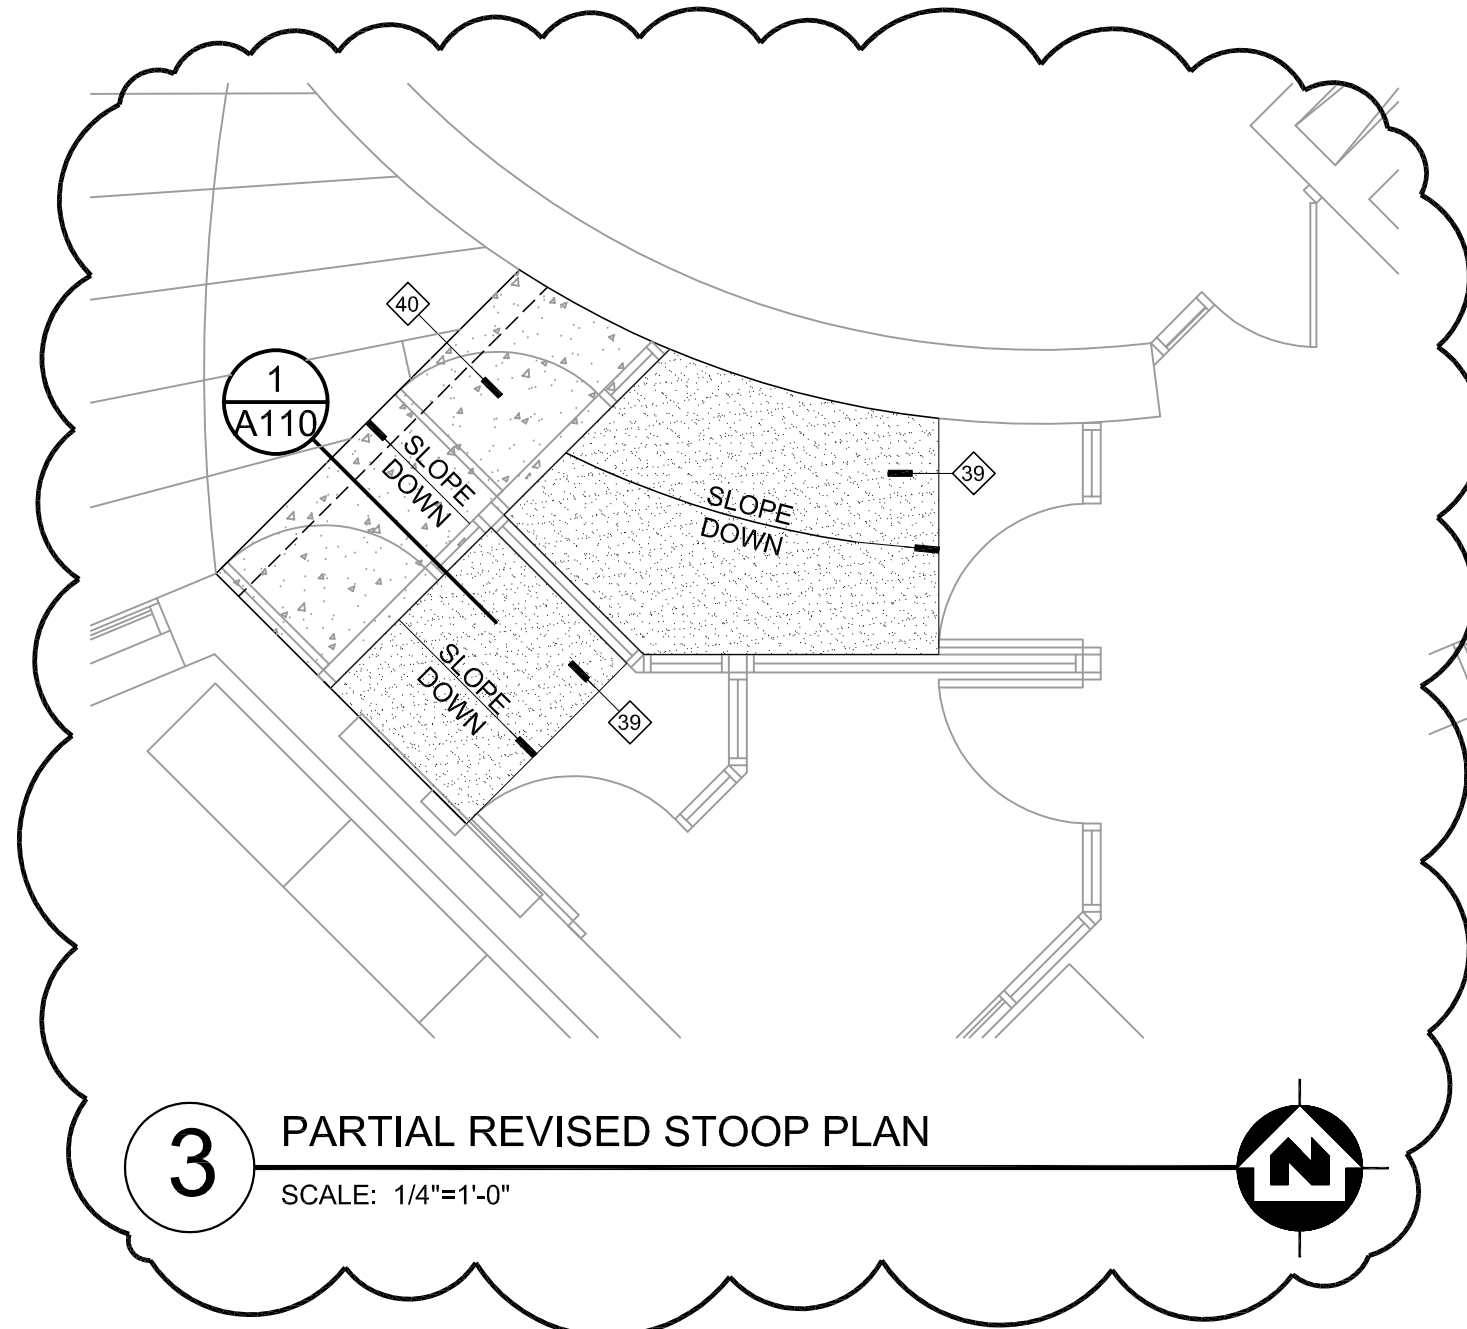 40
1
A110
SLOPE
DOWN
SLOPE
DOWN
39
SLOPE
DOWN
39
3
PARTIAL REVISED STOOP PLAN
SCALE: 1/4"=1'-0"
N